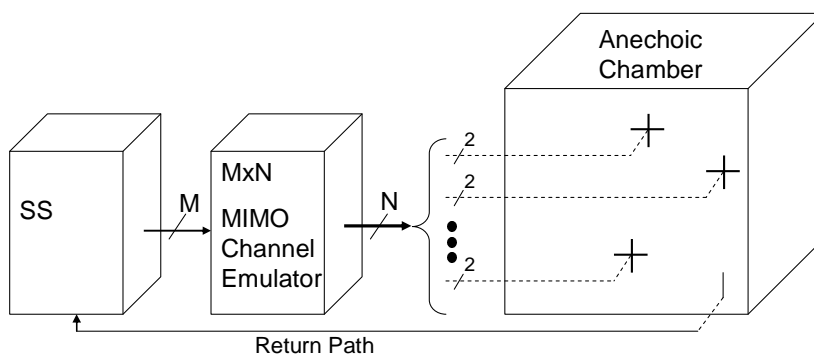 Anechoic
Chamber
SS
M
MxN
MIMO
Channel
Emulator
N
2
2
2
Return Path